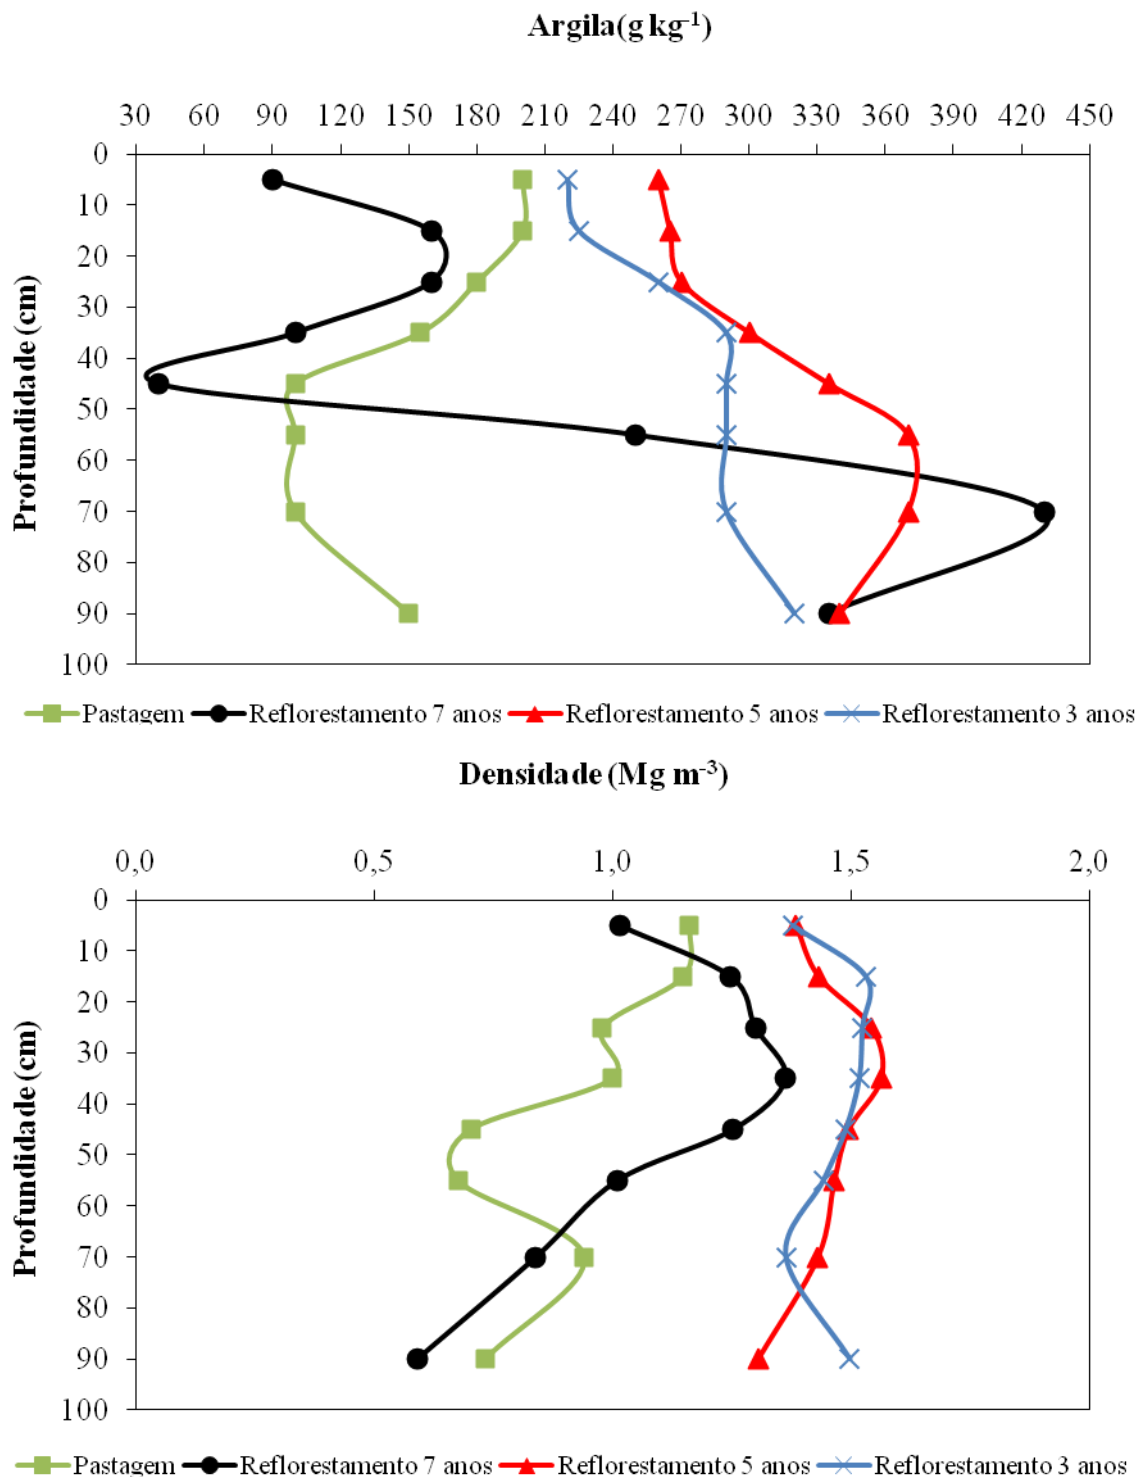 Argila(g kg⁻¹)
30 60 90 120 150 180 210 240 270 300 330 360 390 420 450
0
10
20
30
40
50
60
70
80
90
100
Profundidade (cm)
Pastagem Reflorestamento 7 anos Reflorestamento 5 anos Reflorestamento 3 anos
Densidade (Mg m⁻³)
0,0 0,5 1,0 1,5 2,0
0
10
20
30
40
50
60
70
80
90
100
Profundidade (cm)
Pastagem Reflorestamento 7 anos Reflorestamento 5 anos Reflorestamento 3 anos